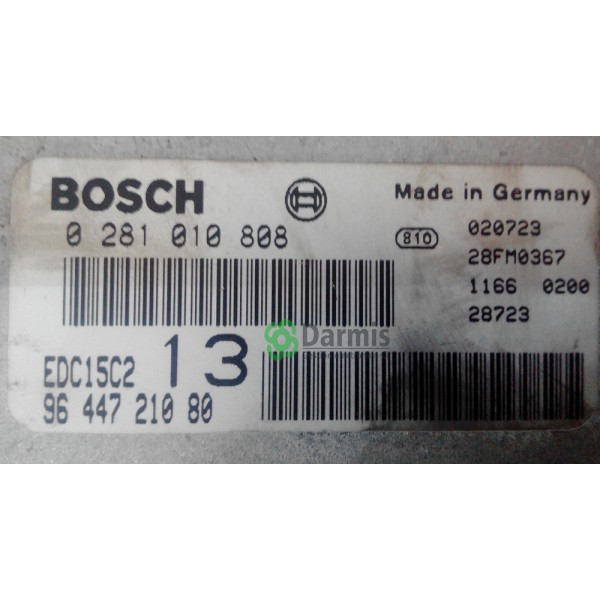 BOSCH
Made in Germany
0 281 010 808
810
020723
28FM0367
1166 0200
28723
Darmis
EDC15C2
13
96 447 210 80